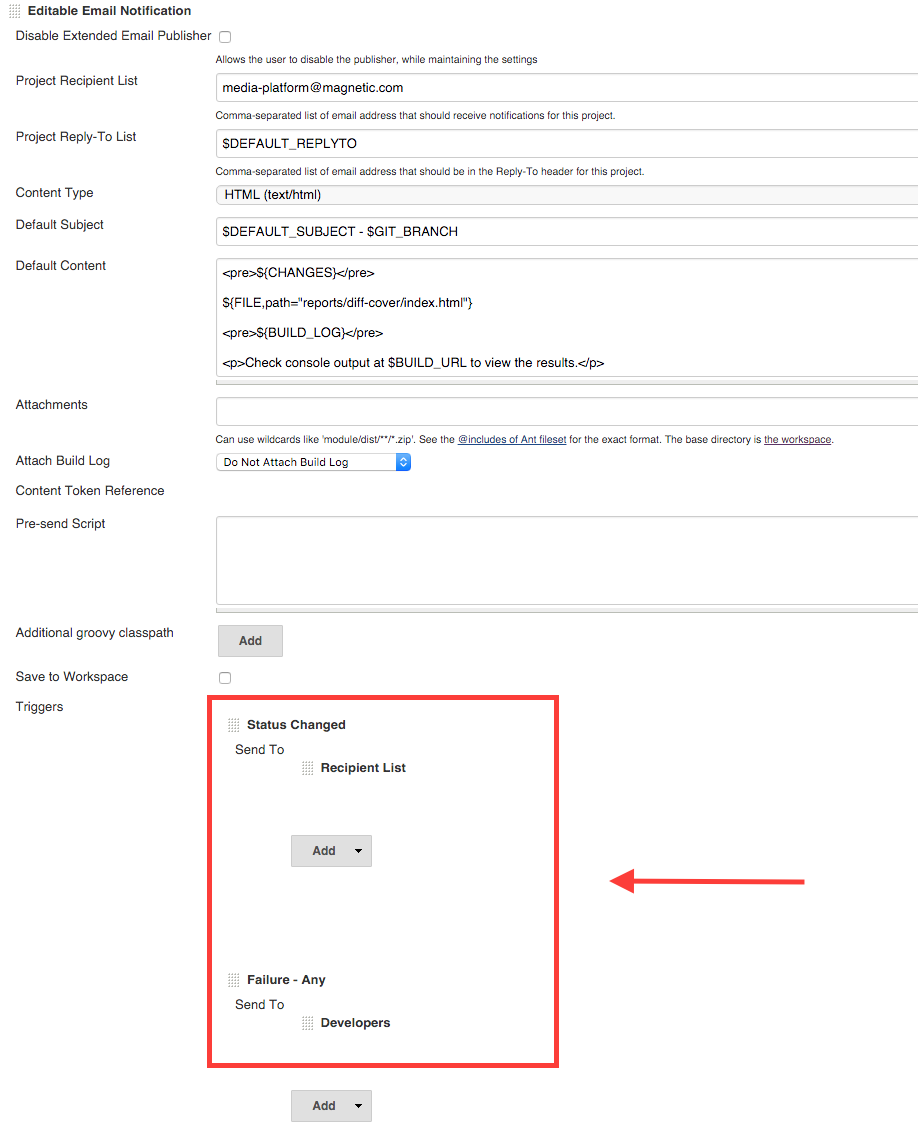 Editable Email Notification
Disable Extended Email Publisher
Allows the user to disable the publisher, while maintaining the settings
Project Recipient List
media-platform@magnetic.com
Comma-separated list of email address that should receive notifications for this project.
Project Reply-To List
$DEFAULT_REPLYTO
Comma-separated list of email address that should be in the Reply-To header for this project.
Content Type
HTML (text/html)
Default Subject
$DEFAULT_SUBJECT - $GIT_BRANCH
Default Content
<pre>${CHANGES}</pre>
${FILE,path="reports/diff-cover/index.html"}
<pre>${BUILD_LOG}</pre>
<p>Check console output at $BUILD_URL to view the results.</p>
Attachments
Can use wildcards like 'module/dist/**/*.zip'. See the @includes of Ant fileset for the exact format. The base directory is the workspace.
Attach Build Log
Do Not Attach Build Log
Content Token Reference
Pre-send Script
Additional groovy classpath
Add
Save to Workspace
Triggers
Status Changed
Send To
Recipient List
Add
Failure - Any
Send To
Developers
Add